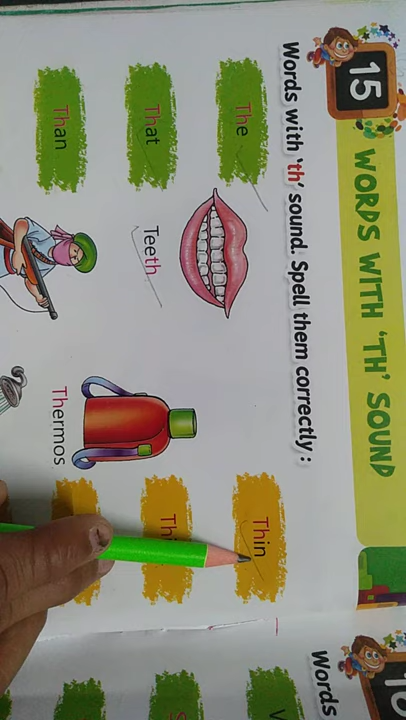 15 WORDS WITH 'TH' SOUND
Words with 'th' sound. Spell them correctly :
The
Thin
That
Teeth
Th
Than
Thermos
Words